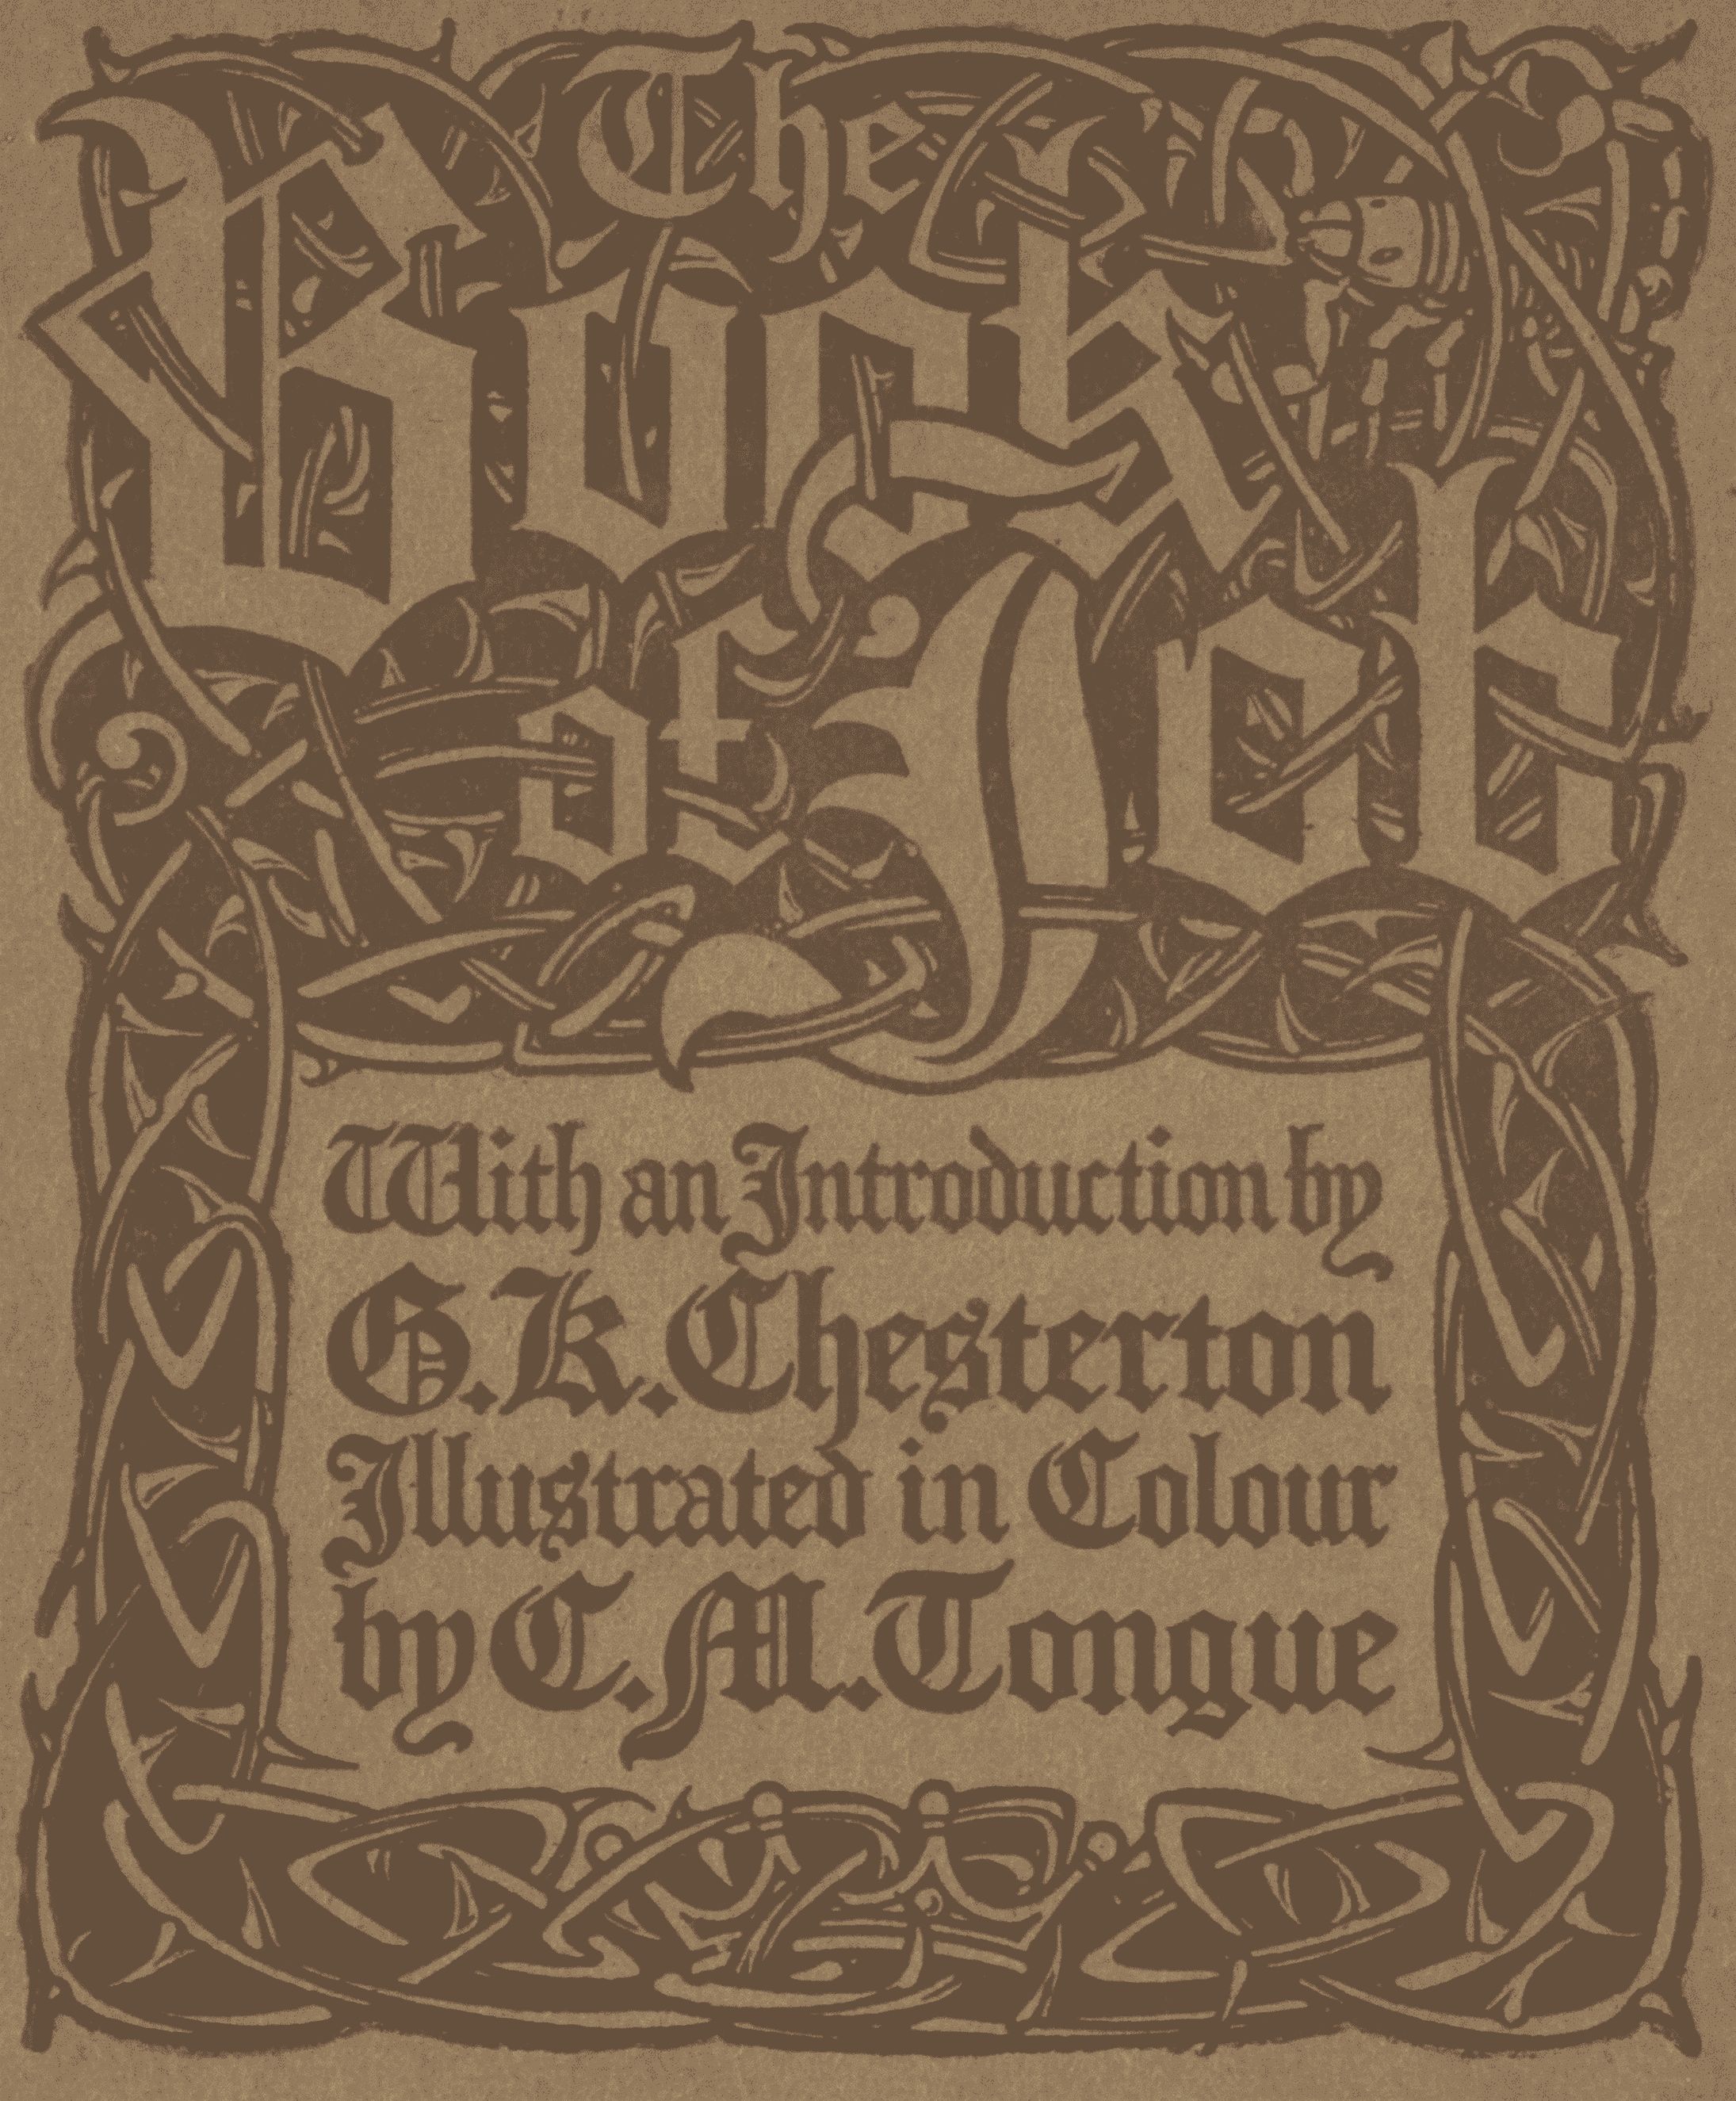 The
Book
of Job
With an Introduction by
G.K.Chesterton
Illustrated in Colour
by C.M.Tongue